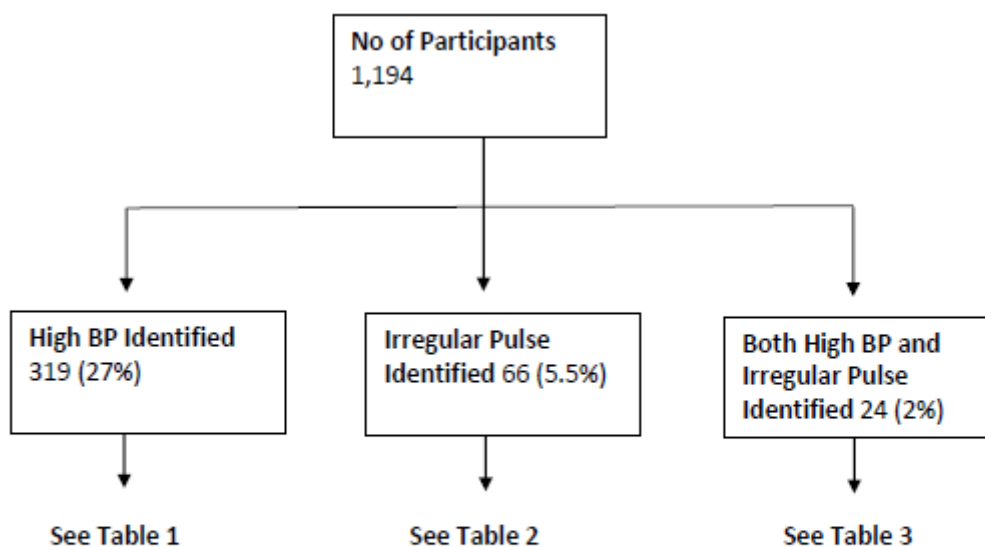 No of Participants
1,194
High BP Identified
319 (27%)
Irregular Pulse
Identified 66 (5.5%)
Both High BP and
Irregular Pulse
Identified 24 (2%)
See Table 1
See Table 2
See Table 3